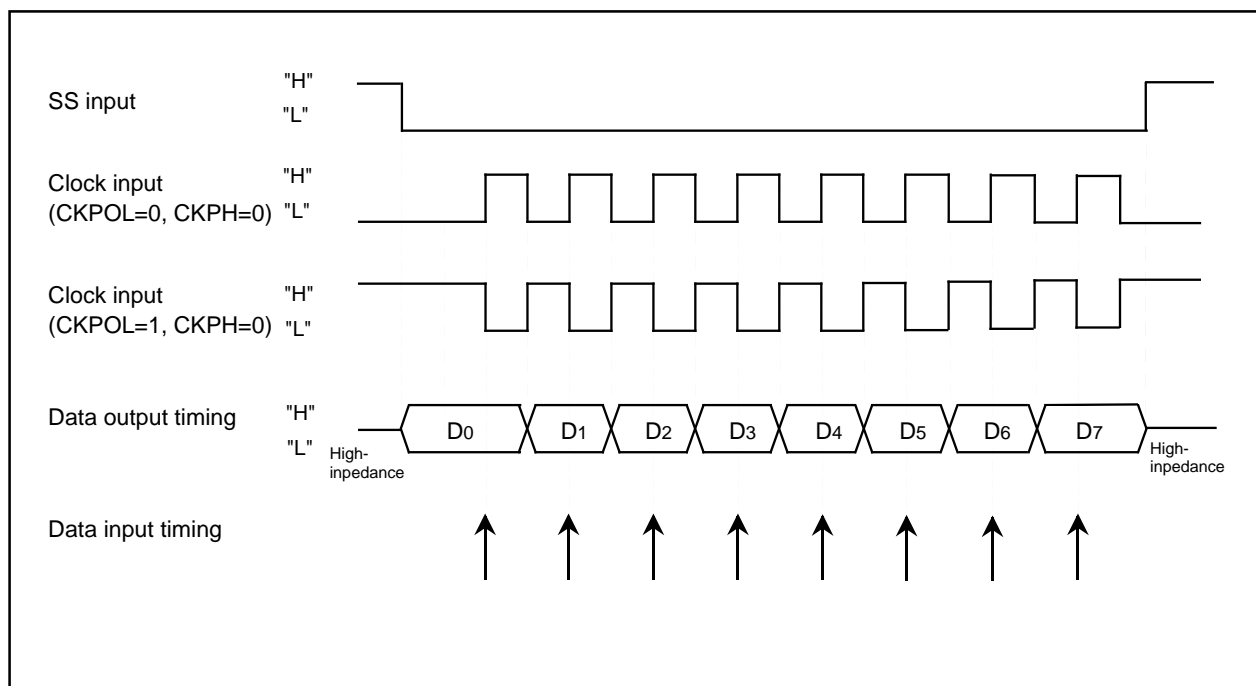 SS input
"H"
"L"
Clock input
(CKPOL=0, CKPH=0)
"H"
"L"
Clock input
(CKPOL=1, CKPH=0)
"H"
"L"
Data output timing
"H"
"L"
High-
inpedance
D0 D1 D2 D3 D4 D5 D6 D7
High-
inpedance
Data input timing